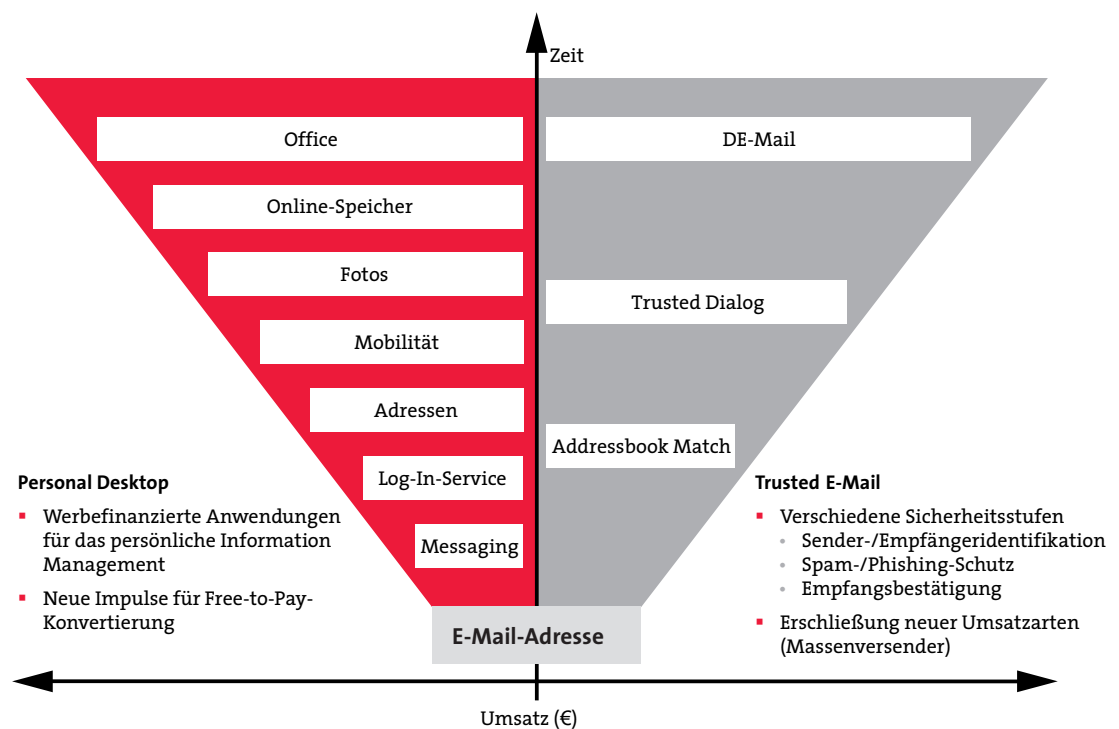 Zeit
Office
DE-Mail
Online-Speicher
Fotos
Trusted Dialog
Mobilität
Adressen
Addressbook Match
Log-In-Service
Messaging
Personal Desktop
▪ Werbefinanzierte Anwendungen
für das persönliche Information
Management
▪ Neue Impulse für Free-to-Pay-
Konvertierung
Trusted E-Mail
▪ Verschiedene Sicherheitsstufen
• Sender-/Empfängeridentifikation
• Spam-/Phishing-Schutz
• Empfangsbestätigung
▪ Erschließung neuer Umsatzarten
(Massenversender)
E-Mail-Adresse
Umsatz (€)